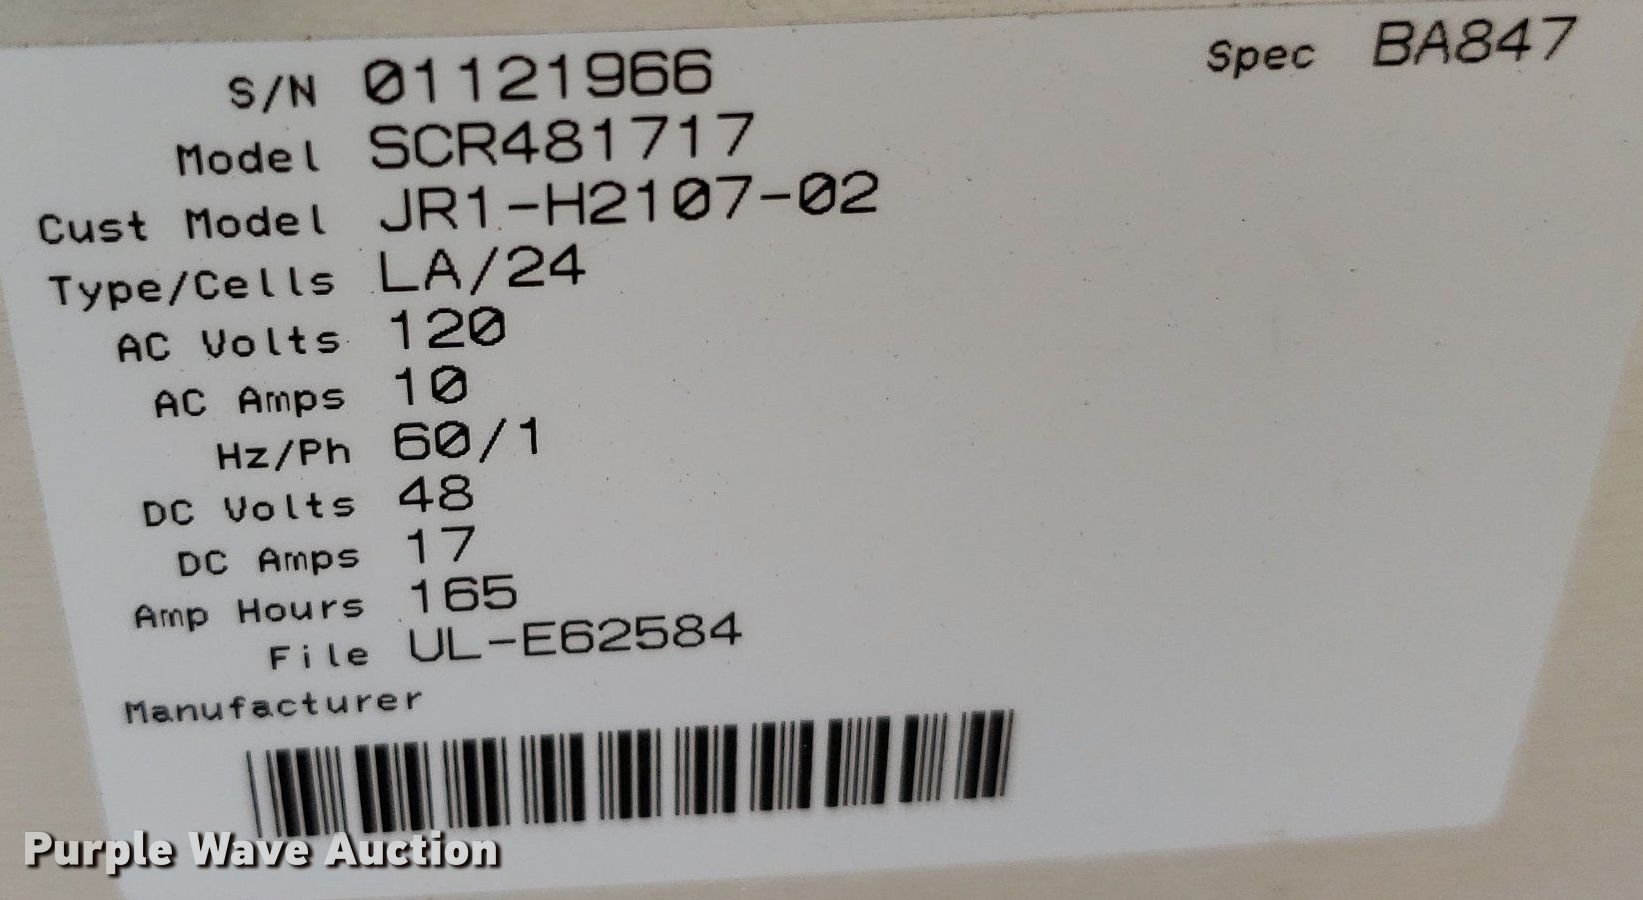 S/N 01121966 Spec BA847
Model SCR481717
Cust Model JR1-H2107-02
Type/Cells LA/24
AC Volts 120
AC Amps 10
Hz/Ph 60/1
DC Volts 48
DC Amps 17
Amp Hours 165
File UL-E62584
Manufacturer
Purple Wave Auction